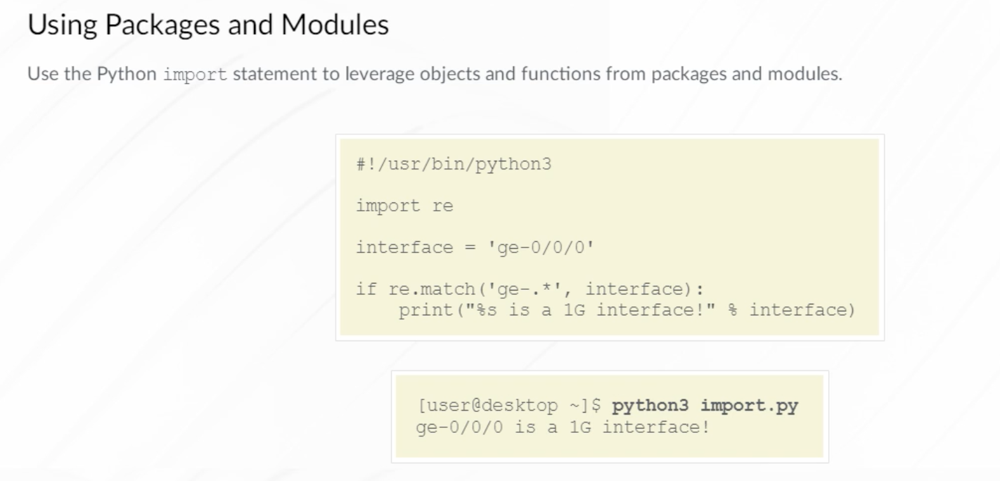 Using Packages and Modules
Use the Python import statement to leverage objects and functions from packages and modules.
#!/usr/bin/python3
import re
interface = 'ge-0/0/0'
if re.match('ge-.*', interface):
    print("%s is a 1G interface!" % interface)
[user@desktop ~]$ python3 import.py
ge-0/0/0 is a 1G interface!